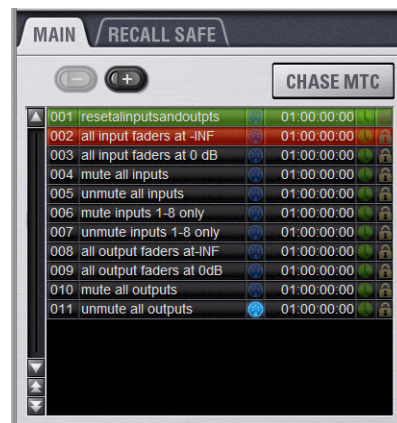 MAIN RECALL SAFE
CHASE MTC
001 resetalinputsandoutpts 01:00:00:00
002 all input faders at -INF 01:00:00:00
003 all input faders at 0 dB 01:00:00:00
004 mute all inputs 01:00:00:00
005 unmute all inputs 01:00:00:00
006 mute inputs 1-8 only 01:00:00:00
007 unmute inputs 1-8 only 01:00:00:00
008 all output faders at-INF 01:00:00:00
009 all output faders at 0dB 01:00:00:00
010 mute all outputs 01:00:00:00
011 unmute all outputs 01:00:00:00